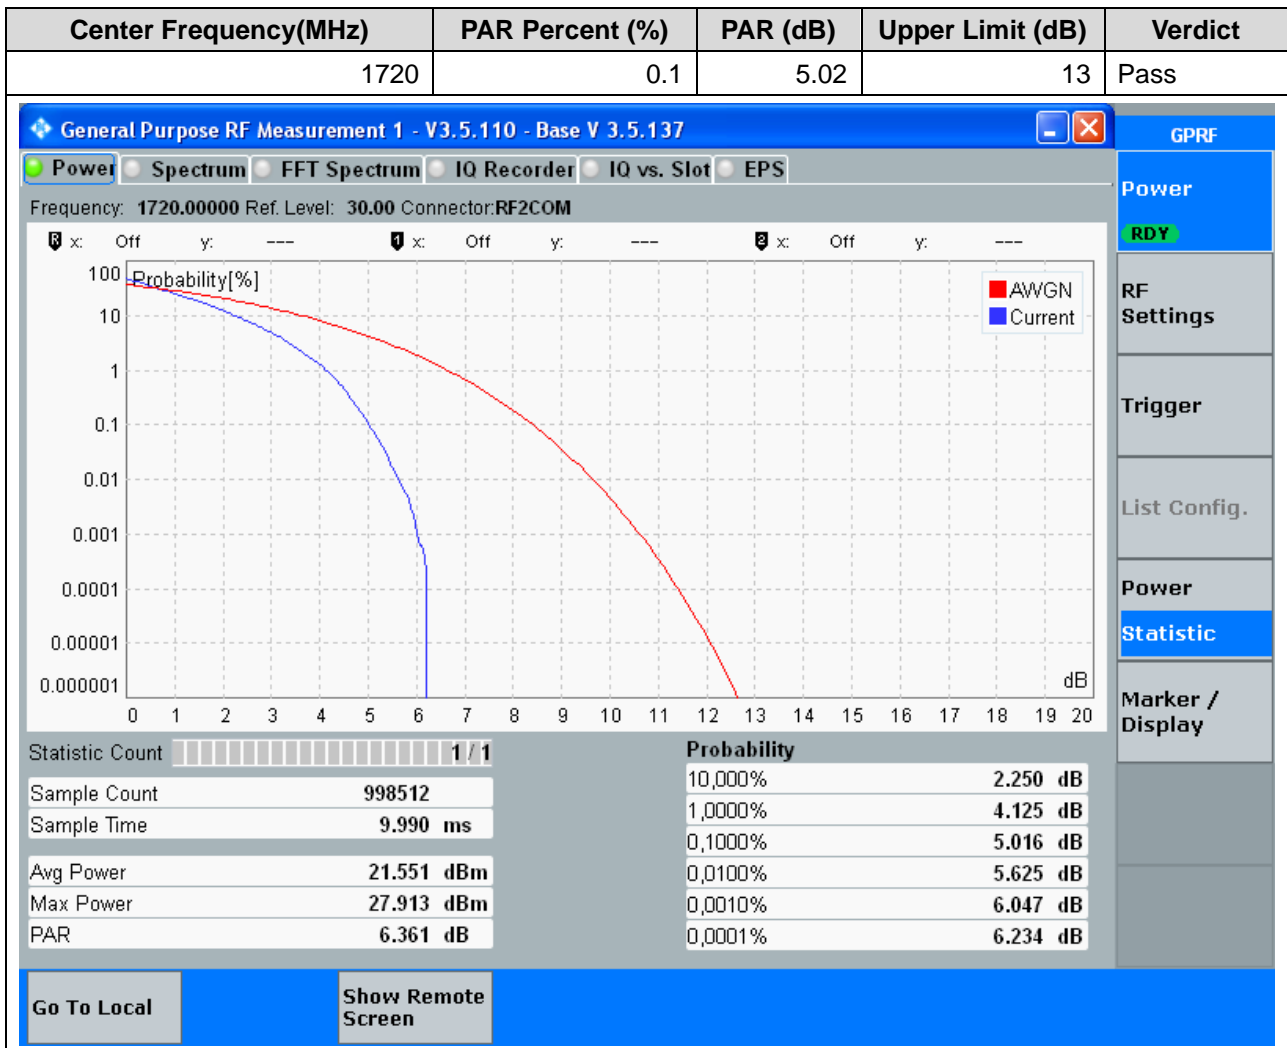 Center Frequency(MHz) PAR Percent (%) PAR (dB) Upper Limit (dB) Verdict
1720 0.1 5.02 13 Pass
General Purpose RF Measurement 1 - V3.5.110 - Base V 3.5.137
GPRF
Power Spectrum FFT Spectrum IQ Recorder IQ vs. Slot EPS
Power
RDY
Frequency: 1720.00000 Ref. Level: 30.00 Connector:RF2COM
R x: Off y: --- 1 x: Off y: --- 2 x: Off y: ---
Probability[%]
AWGN
Current
100
10
1
0.1
0.01
0.001
0.0001
0.00001
0.000001
dB
0 1 2 3 4 5 6 7 8 9 10 11 12 13 14 15 16 17 18 19 20
RF
Settings
Trigger
List Config.
Power
Statistic
Marker /
Display
Statistic Count 1 / 1
Sample Count 998512
Sample Time 9.990 ms
Avg Power 21.551 dBm
Max Power 27.913 dBm
PAR 6.361 dB
Probability
10,000% 2.250 dB
1,0000% 4.125 dB
0,1000% 5.016 dB
0,0100% 5.625 dB
0,0010% 6.047 dB
0,0001% 6.234 dB
Go To Local
Show Remote
Screen